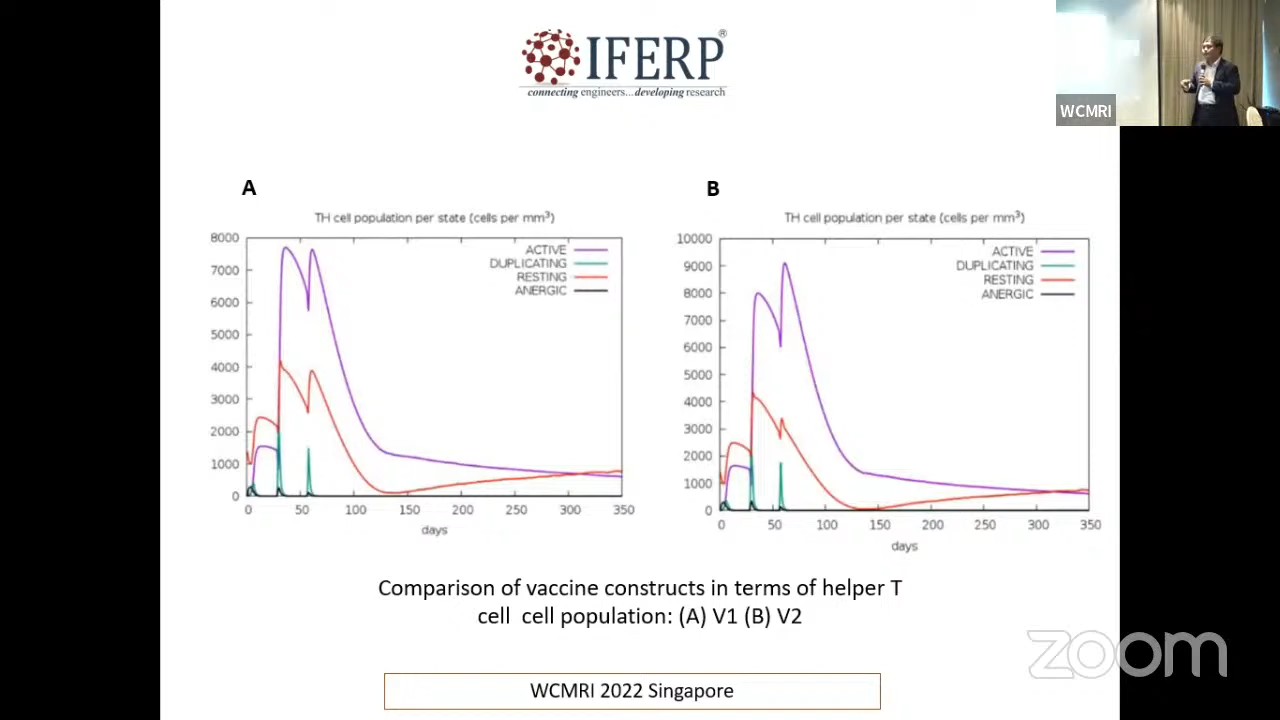 IFERP®
connecting engineers...developing research
WCMRI
A
B
TH cell population per state (cells per mm³)
8000
7000
6000
5000
4000
3000
2000
1000
0
0 50 100 150 200 250 300 350
days
ACTIVE
DUPLICATING
RESTING
ANERGIC
TH cell population per state (cells per mm³)
10000
9000
8000
7000
6000
5000
4000
3000
2000
1000
0
0 50 100 150 200 250 300 350
days
ACTIVE
DUPLICATING
RESTING
ANERGIC
Comparison of vaccine constructs in terms of helper T
cell cell population: (A) V1 (B) V2
zoom
WCMRI 2022 Singapore